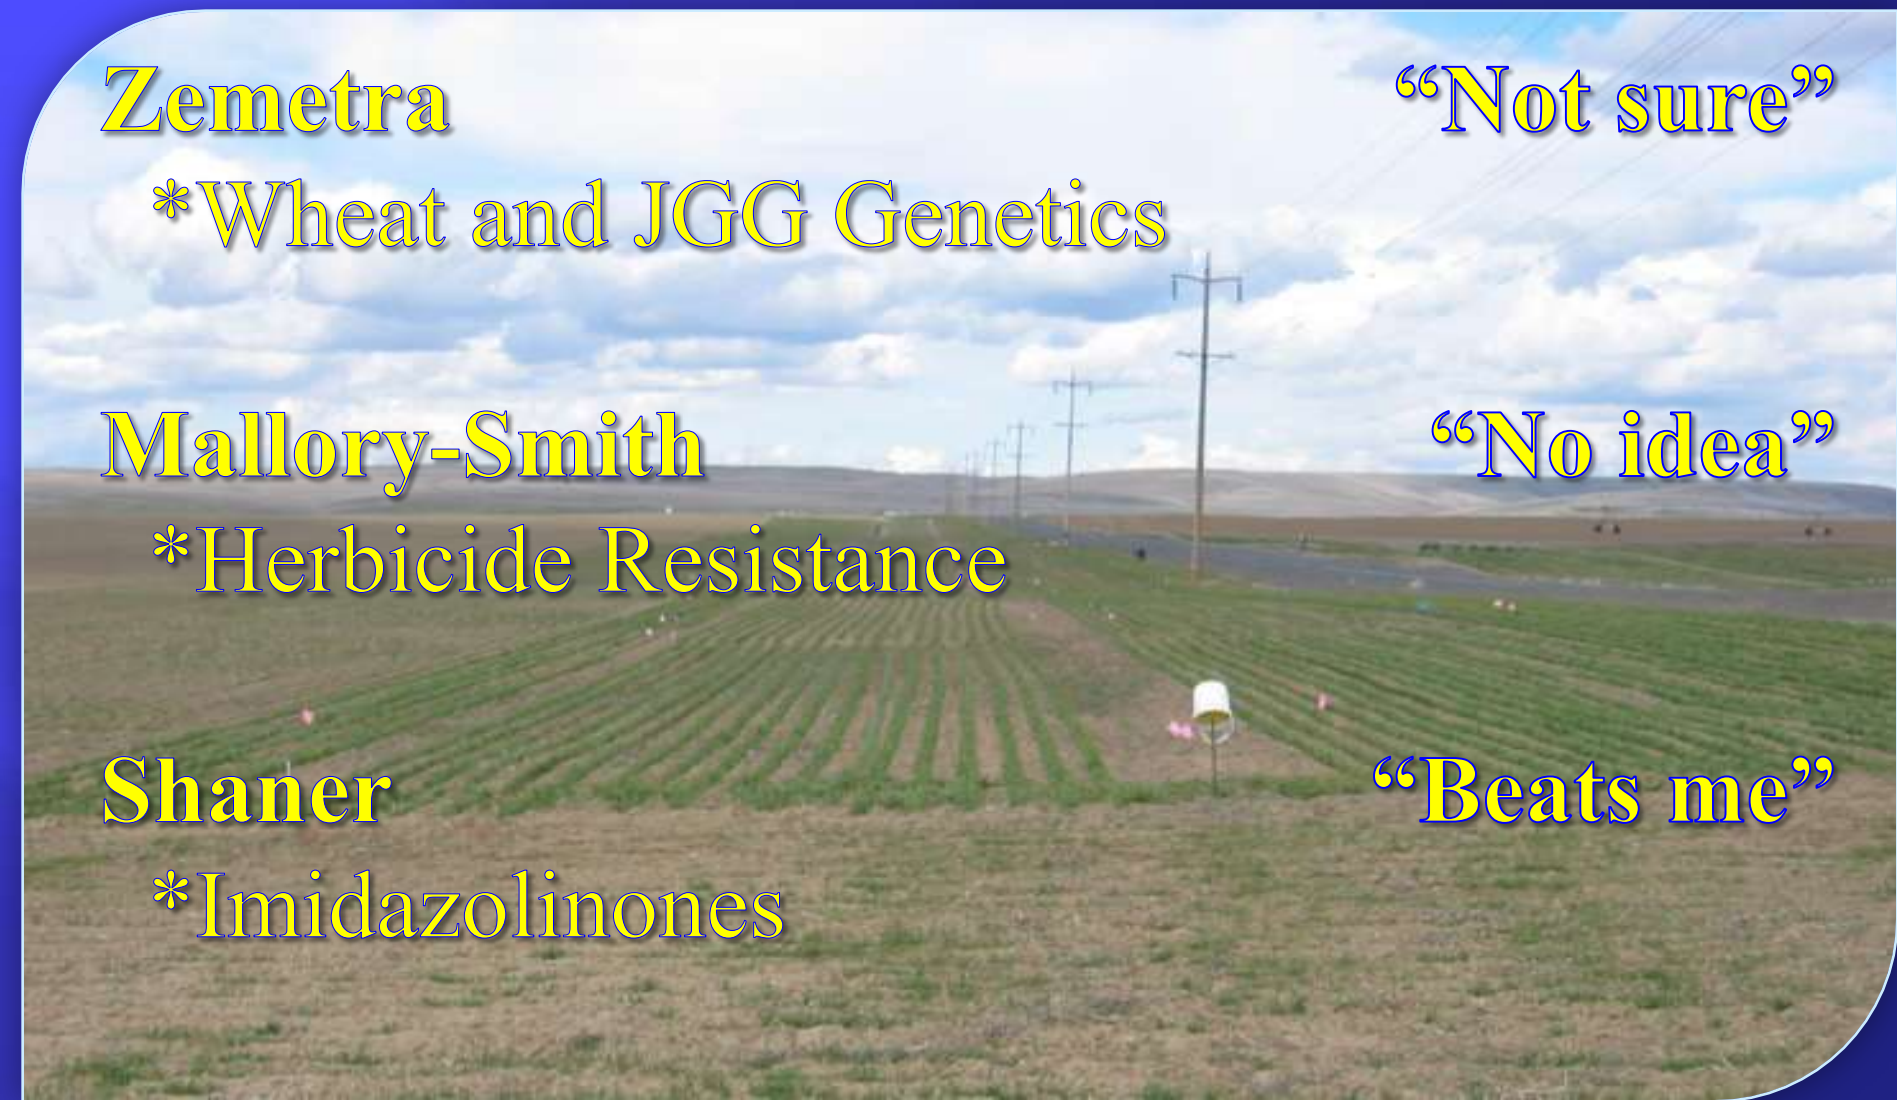 Zemetra “Not sure”
*Wheat and JGG Genetics
Mallory-Smith “No idea”
*Herbicide Resistance
Shaner “Beats me”
*Imidazolinones